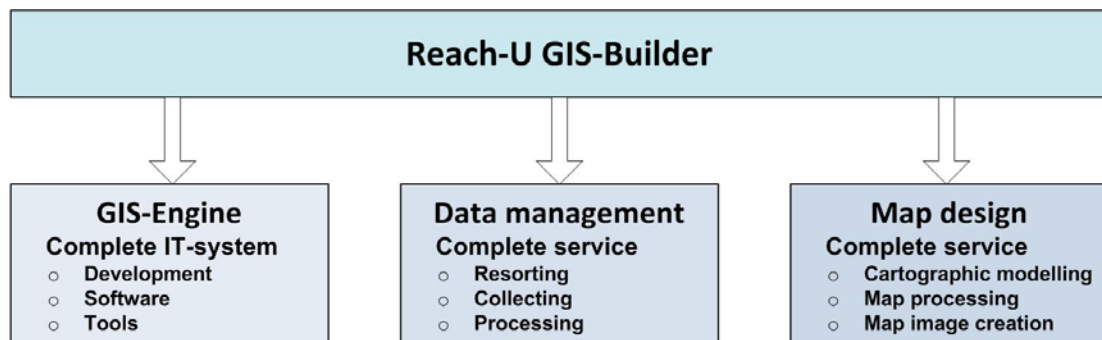 Reach-U GIS-Builder
GIS-Engine
Complete IT-system
o Development
o Software
o Tools
Data management
Complete service
o Resorting
o Collecting
o Processing
Map design
Complete service
o Cartographic modelling
o Map processing
o Map image creation